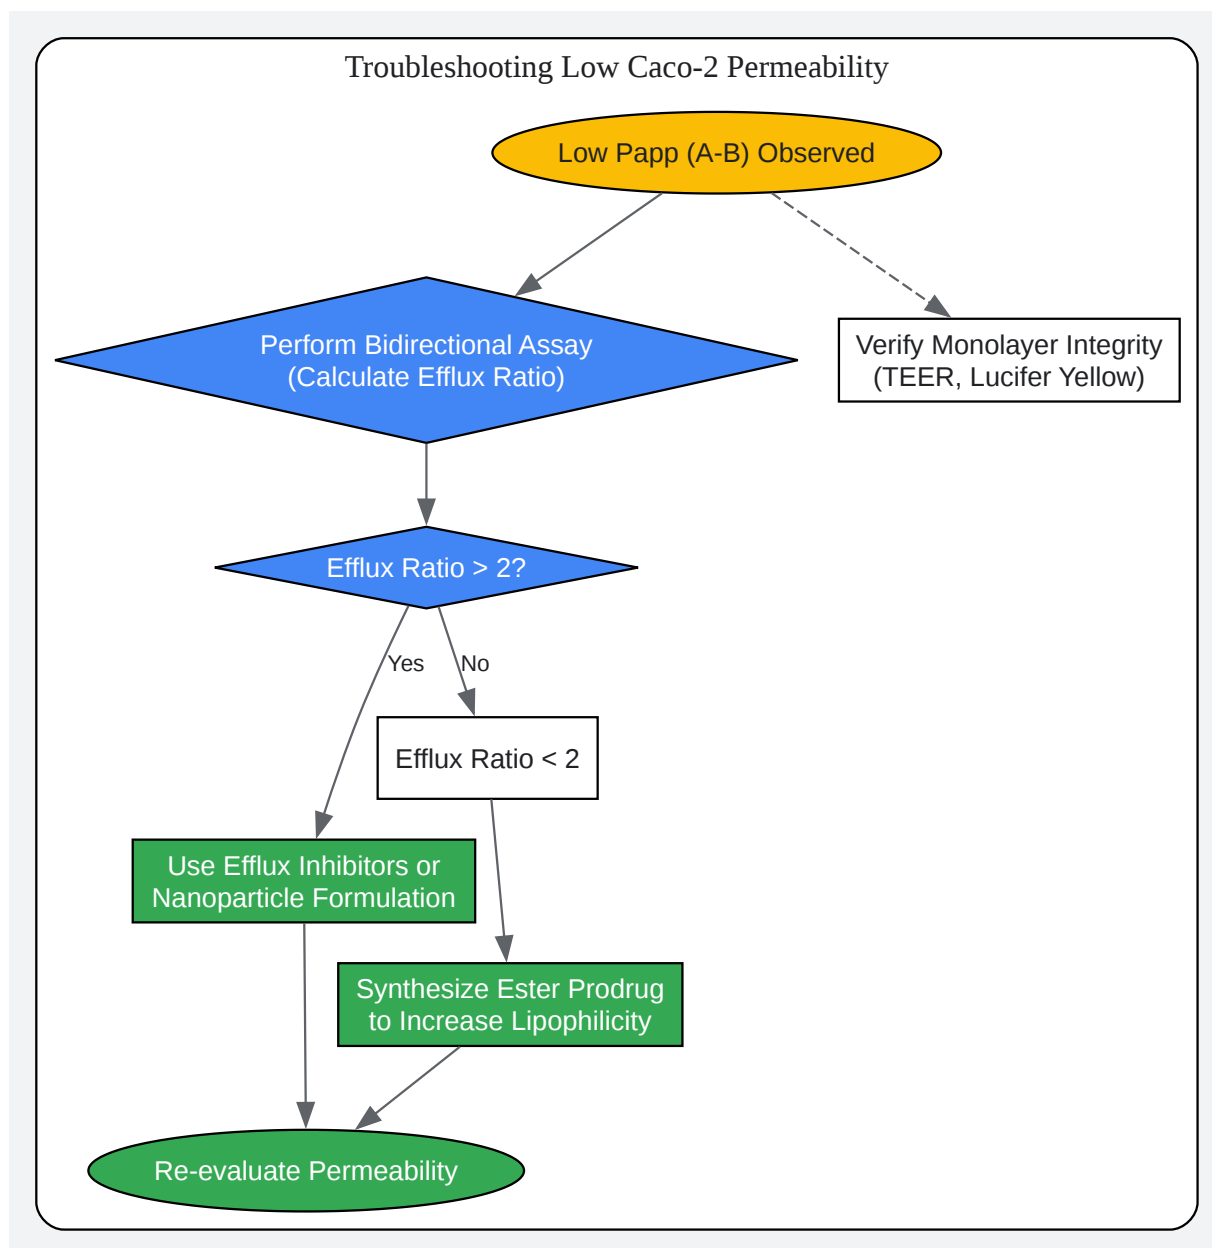 Troubleshooting Low Caco-2 Permeability
Low Papp (A-B) Observed
Perform Bidirectional Assay
(Calculate Efflux Ratio)
Verify Monolayer Integrity
(TEER, Lucifer Yellow)
Efflux Ratio > 2?
Yes
No
Efflux Ratio < 2
Use Efflux Inhibitors or
Nanoparticle Formulation
Synthesize Ester Prodrug
to Increase Lipophilicity
Re-evaluate Permeability